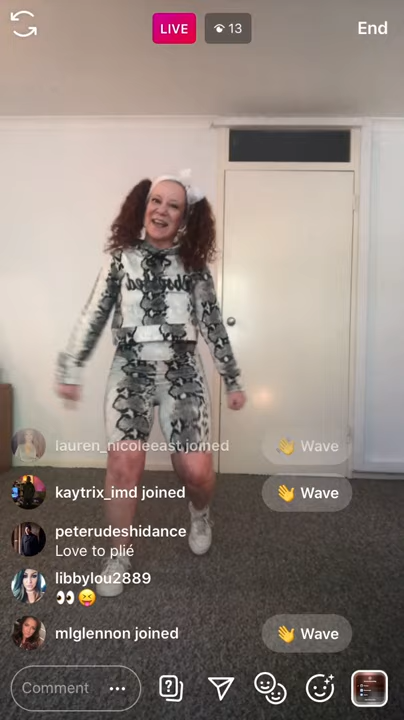 LIVE
13
End
lauren_nicoleeast joined
Wave
kaytrix_imd joined
Wave
peterudeshidance
Love to plié
libbylou2889
mlglennon joined
Wave
Comment